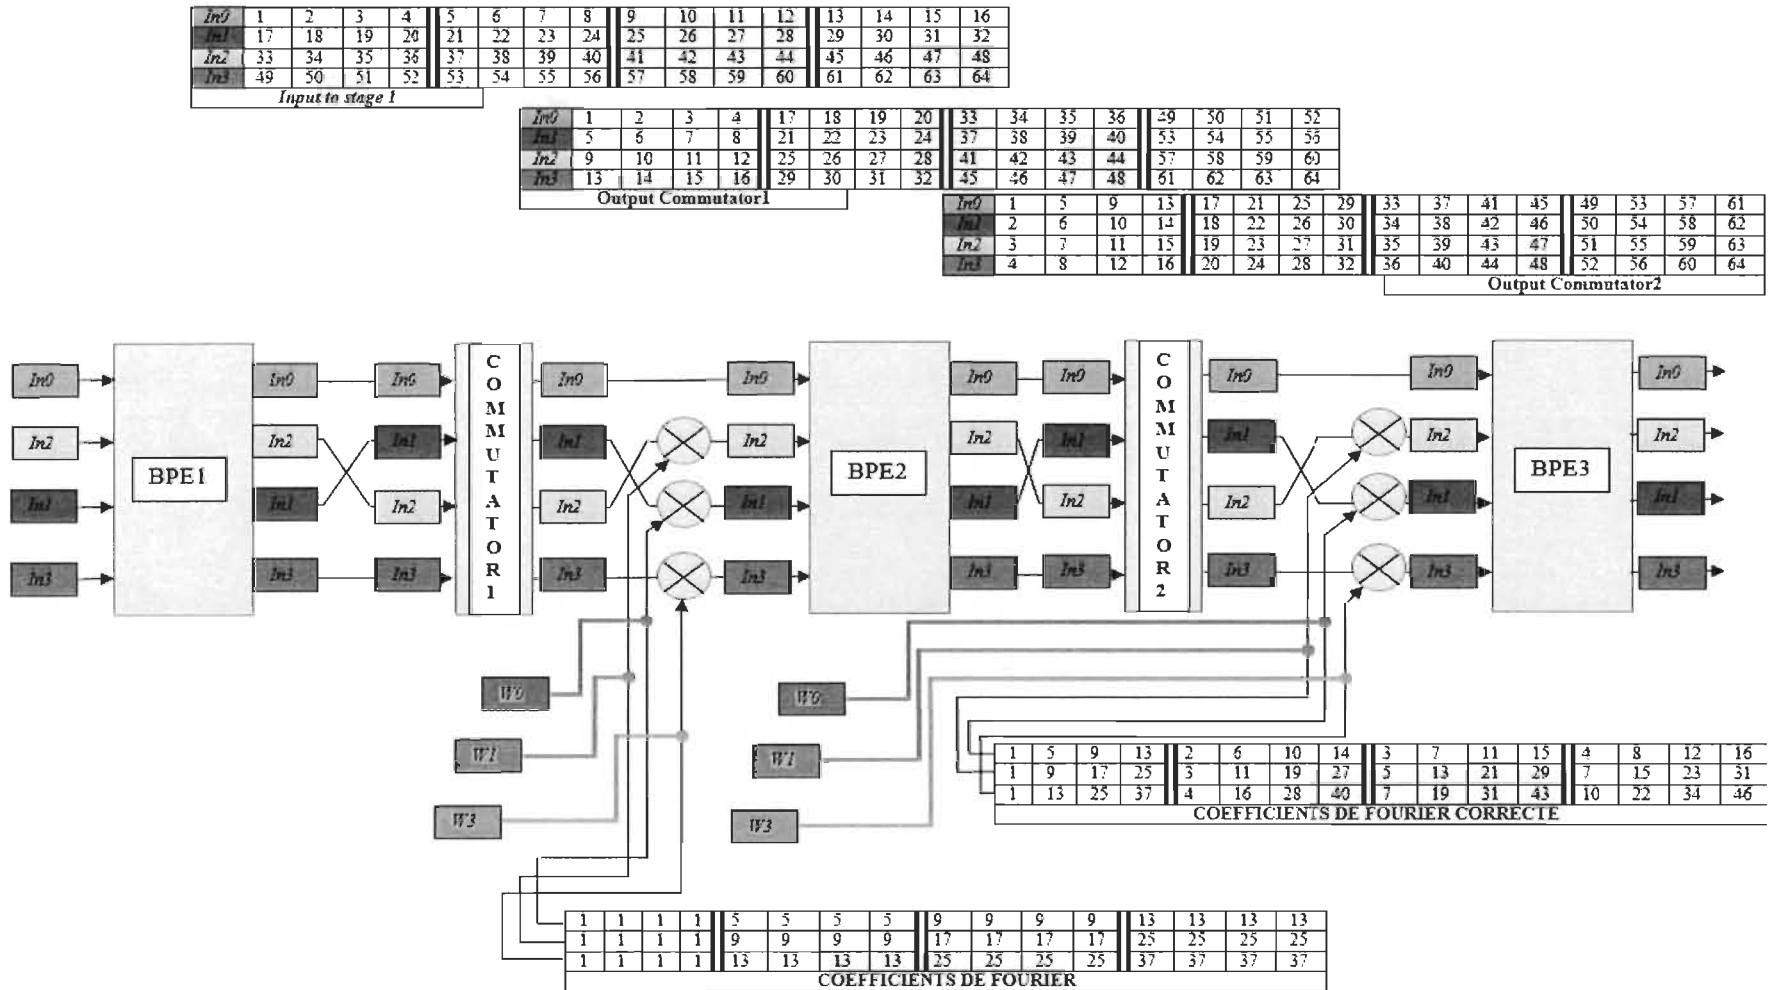 In0 1 2 3 4 5 6 7 8 9 10 11 12 13 14 15 16
In1 17 18 19 20 21 22 23 24 25 26 27 28 29 30 31 32
In2 33 34 35 36 37 38 39 40 41 42 43 44 45 46 47 48
In3 49 50 51 52 53 54 55 56 57 58 59 60 61 62 63 64
Input to stage 1
In0 1 2 3 4 17 18 19 20 33 34 35 36 49 50 51 52
In1 5 6 7 8 21 22 23 24 37 38 39 40 53 54 55 56
In2 9 10 11 12 25 26 27 28 41 42 43 44 57 58 59 60
In3 13 14 15 16 29 30 31 32 45 46 47 48 61 62 63 64
Output Commutator1
In0 1 5 9 13 17 21 25 29 33 37 41 45 49 53 57 61
In1 2 6 10 14 18 22 26 30 34 38 42 46 50 54 58 62
In2 3 7 11 15 19 23 27 31 35 39 43 47 51 55 59 63
In3 4 8 12 16 20 24 28 32 36 40 44 48 52 56 60 64
Output Commutator2
In0 In0 In0 In0 In0 In0 In0 In0 In0 In0
In2 In2 In1 In1 In2 In2 In1 In1 In2 In2
In1 In1 In2 In2 In1 In1 In2 In2 In1 In1
In3 In3 In3 In3 In3 In3 In3 In3 In3 In3
BPE1
COMMUTATOR1
BPE2
COMMUTATOR2
BPE3
W0 W0
W1 W1
W3 W3
1 5 9 13 2 6 10 14 3 7 11 15 4 8 12 16
1 9 17 25 3 11 19 27 5 13 21 29 7 15 23 31
1 13 25 37 4 16 28 40 7 19 31 43 10 22 34 46
COEFFICIENTS DE FOURIER CORRECTE
1 1 1 1 5 5 5 5 9 9 9 9 13 13 13 13
1 1 1 1 9 9 9 9 17 17 17 17 25 25 25 25
1 1 1 1 13 13 13 13 25 25 25 25 37 37 37 37
COEFFICIENTS DE FOURIER